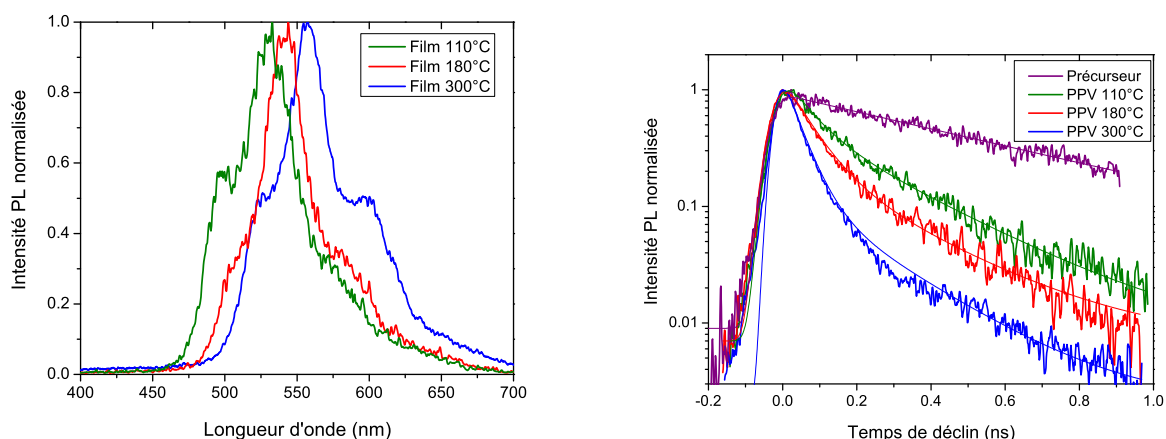 1.0
0.8
0.6
0.4
0.2
0.0
Intensité PL normalisée
400 450 500 550 600 650 700
Longueur d'onde (nm)
Film 110°C
Film 180°C
Film 300°C
1
0.1
0.01
Intensité PL normalisée
-0.2 0.0 0.2 0.4 0.6 0.8 1.0
Temps de déclin (ns)
Précurseur
PPV 110°C
PPV 180°C
PPV 300°C